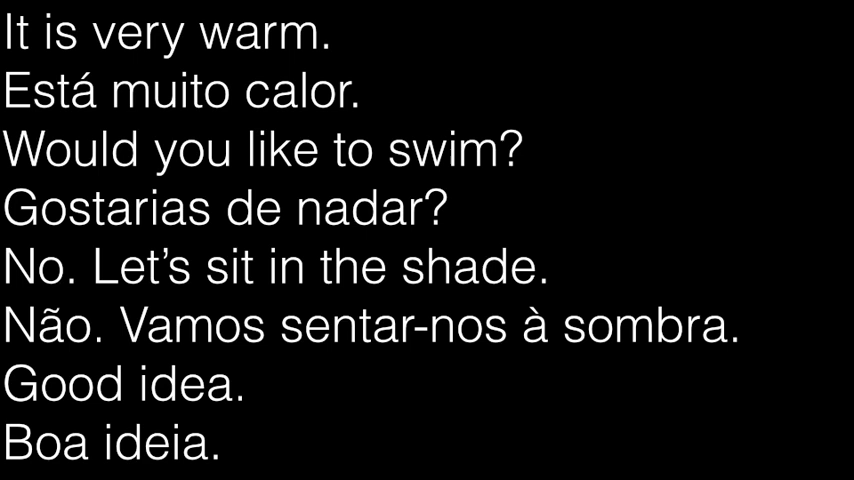 It is very warm.
Está muito calor.
Would you like to swim?
Gostarias de nadar?
No. Let’s sit in the shade.
Não. Vamos sentar-nos à sombra.
Good idea.
Boa ideia.